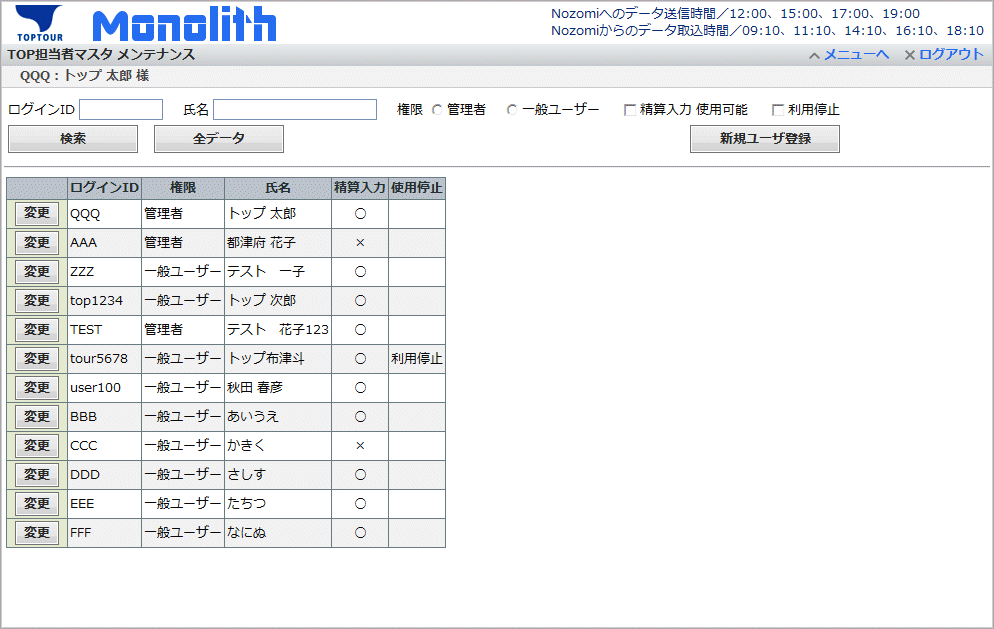 TOPTOUR Monolith
Nozomiへのデータ送信時間／12:00、15:00、17:00、19:00
Nozomiからのデータ取込時間／09:10、11:10、14:10、16:10、18:10
TOP担当者マスタ メンテナンス メニューへ ログアウト
QQQ：トップ 太郎 様
ログインID 氏名 権限 管理者 一般ユーザー 精算入力 使用可能 利用停止
検索 全データ 新規ユーザ登録
ログインID 権限 氏名 精算入力 使用停止
変更 QQQ 管理者 トップ 太郎 ○
変更 AAA 管理者 都津府 花子 ×
変更 ZZZ 一般ユーザー テスト　一子 ○
変更 top1234 一般ユーザー トップ 次郎 ○
変更 TEST 管理者 テスト　花子123 ○
変更 tour5678 一般ユーザー トップ布津斗 ○ 利用停止
変更 user100 一般ユーザー 秋田 春彦 ○
変更 BBB 一般ユーザー あいうえ ○
変更 CCC 一般ユーザー かきく ×
変更 DDD 一般ユーザー さしす ○
変更 EEE 一般ユーザー たちつ ○
変更 FFF 一般ユーザー なにぬ ○